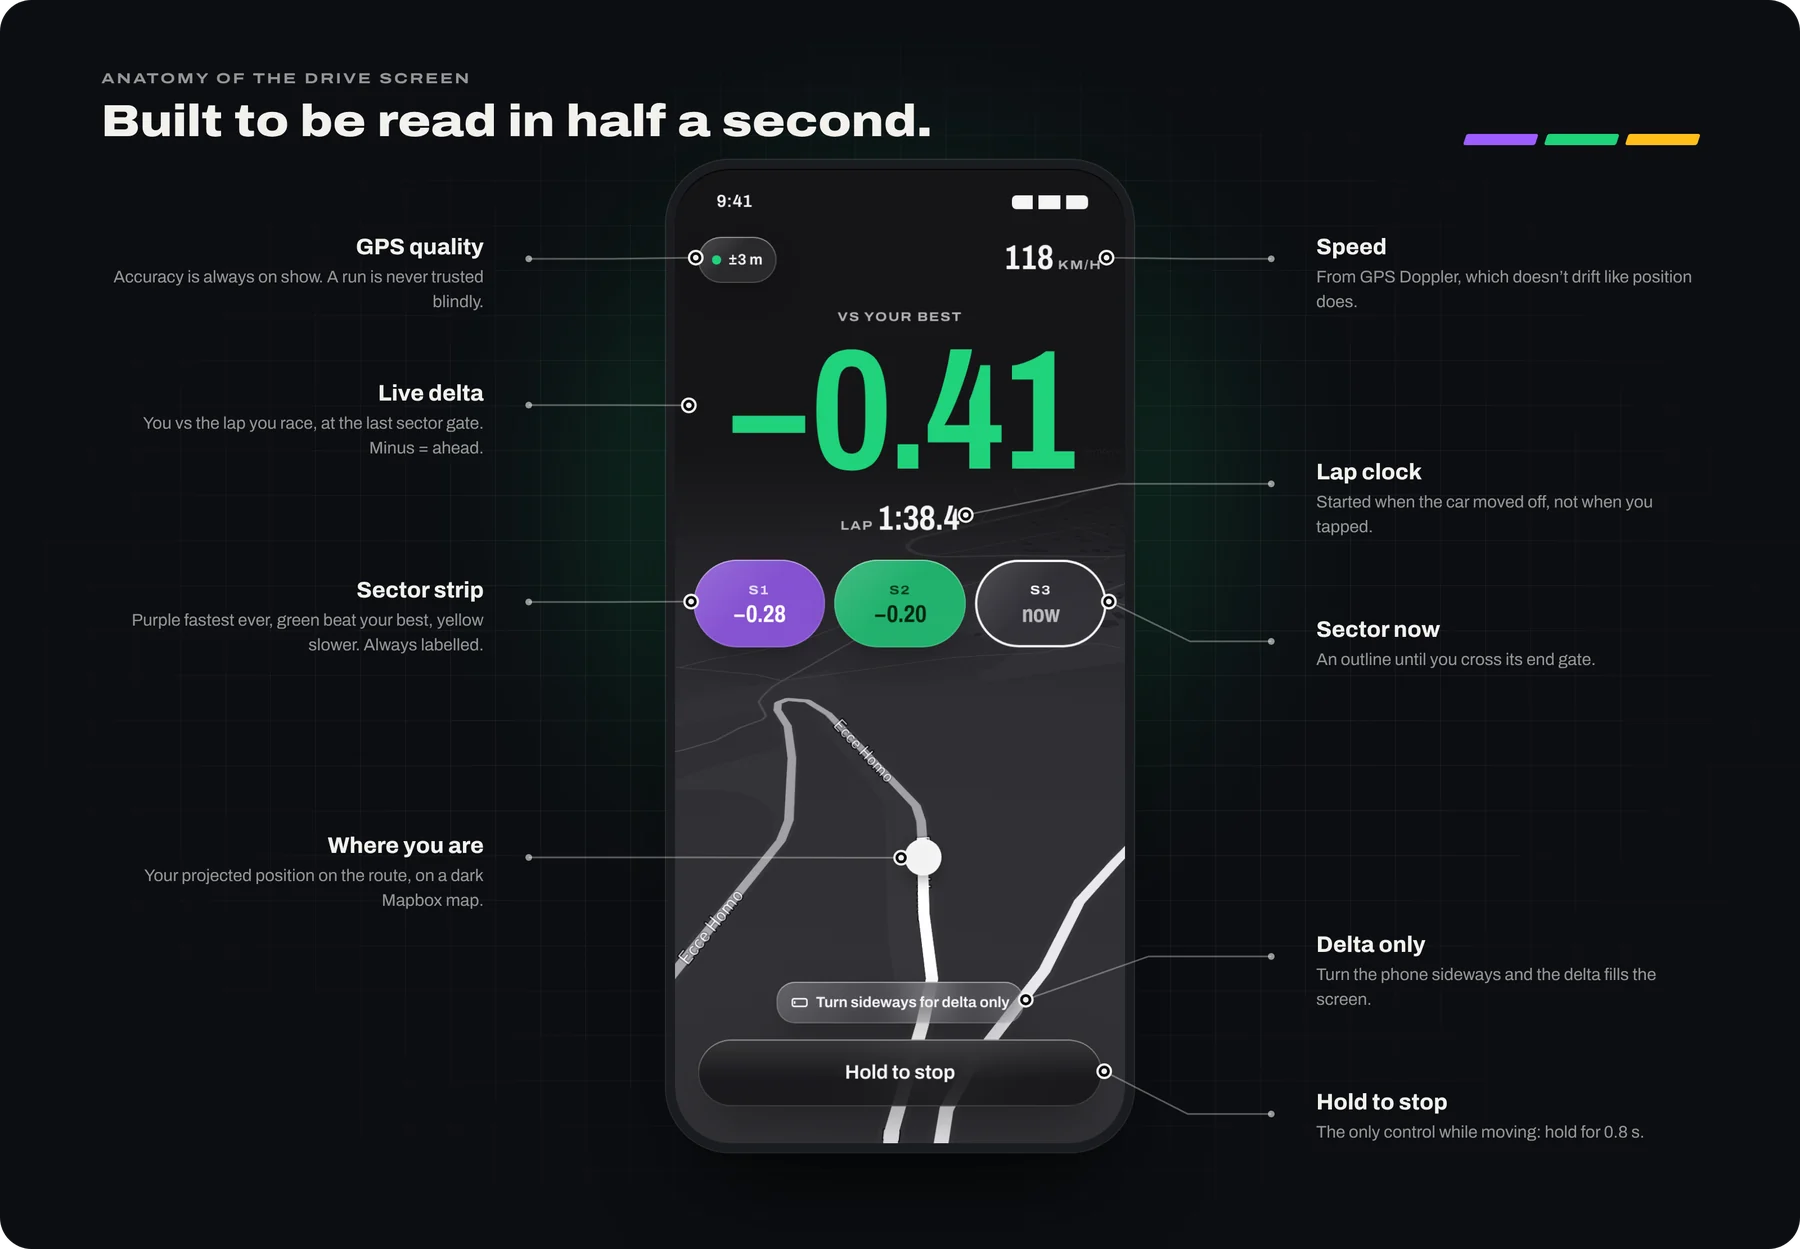 ANATOMY OF THE DRIVE SCREEN
Built to be read in half a second.
GPS quality
Accuracy is always on show. A run is never trusted
blindly.
Live delta
You vs the lap you race, at the last sector gate.
Minus = ahead.
Sector strip
Purple fastest ever, green beat your best, yellow
slower. Always labelled.
Where you are
Your projected position on the route, on a dark
Mapbox map.
9:41
±3 m
118 KM/H
VS YOUR BEST
−0.41
LAP 1:38.4
S1
−0.28
S2
−0.20
S3
now
Ecce Homo
Ecce Homo
Turn sideways for delta only
Hold to stop
Speed
From GPS Doppler, which doesn’t drift like position
does.
Lap clock
Started when the car moved off, not when you
tapped.
Sector now
An outline until you cross its end gate.
Delta only
Turn the phone sideways and the delta fills the
screen.
Hold to stop
The only control while moving: hold for 0.8 s.